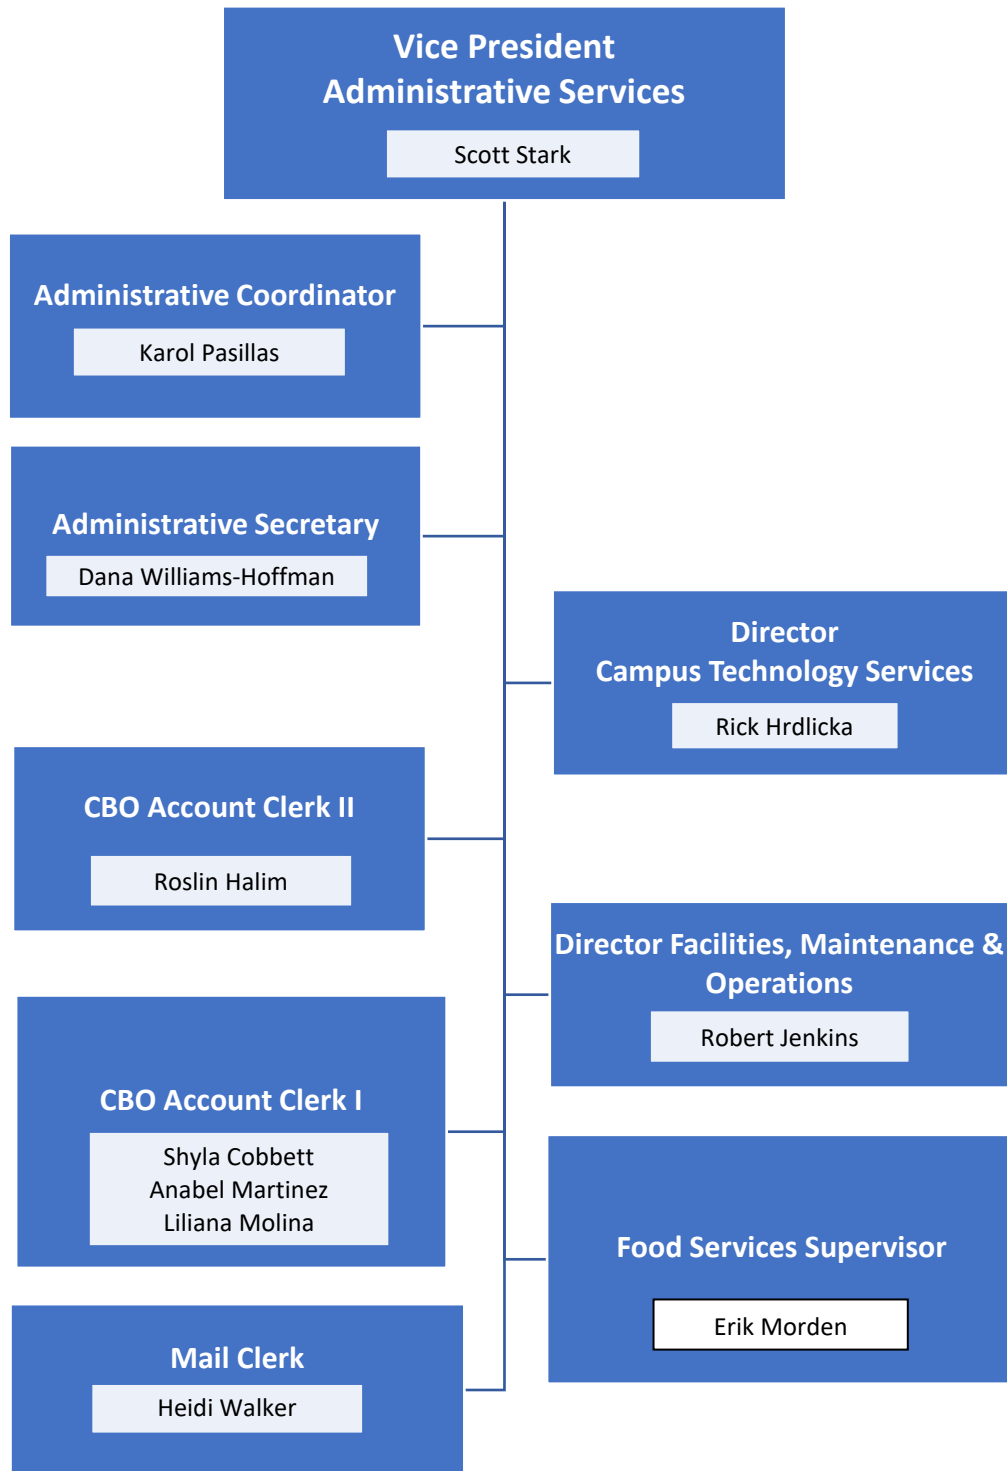 Vice President
Administrative Services
Scott Stark
Administrative Coordinator
Karol Pasillas
Administrative Secretary
Dana Williams-Hoffman
Director
Campus Technology Services
Rick Hrdlicka
CBO Account Clerk II
Roslin Halim
Director Facilities, Maintenance &
Operations
Robert Jenkins
CBO Account Clerk I
Shyla Cobbett
Anabel Martinez
Liliana Molina
Food Services Supervisor
Erik Morden
Mail Clerk
Heidi Walker